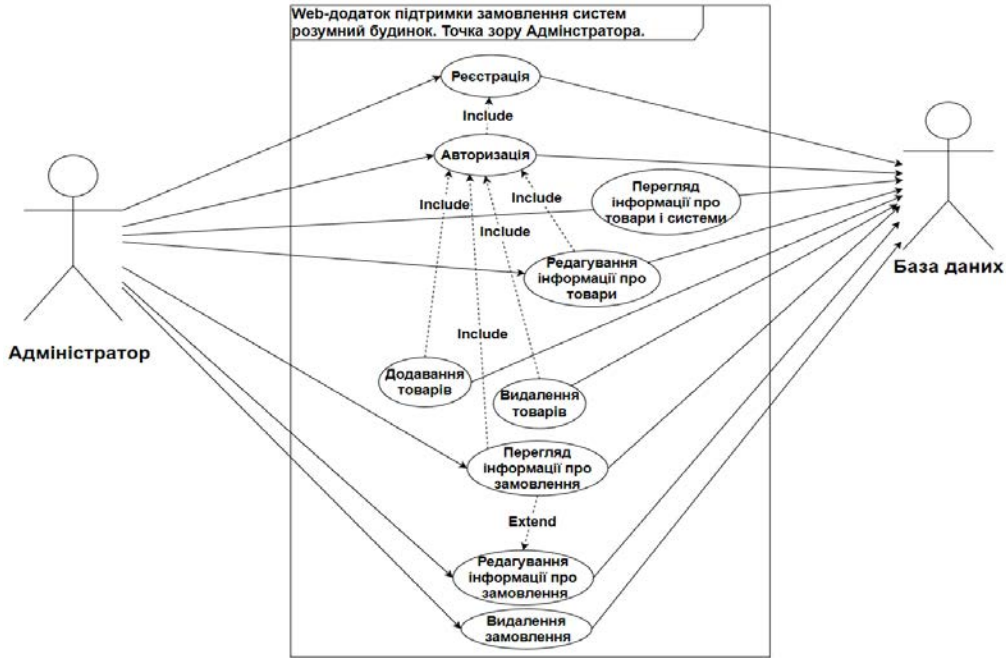 Web-додаток підтримки замовлення систем
розумний будинок. Точка зору Адмінстратора.
Реєстрація
Include
Авторизація
Include
Include
Include
Перегляд
інформації про
товари і системи
Редагування
інформації про
товари
База даних
Адміністратор
Include
Додавання
товарів
Видалення
товарів
Перегляд
інформації про
замовлення
Extend
Редагування
інформації про
замовлення
Видалення
замовлення